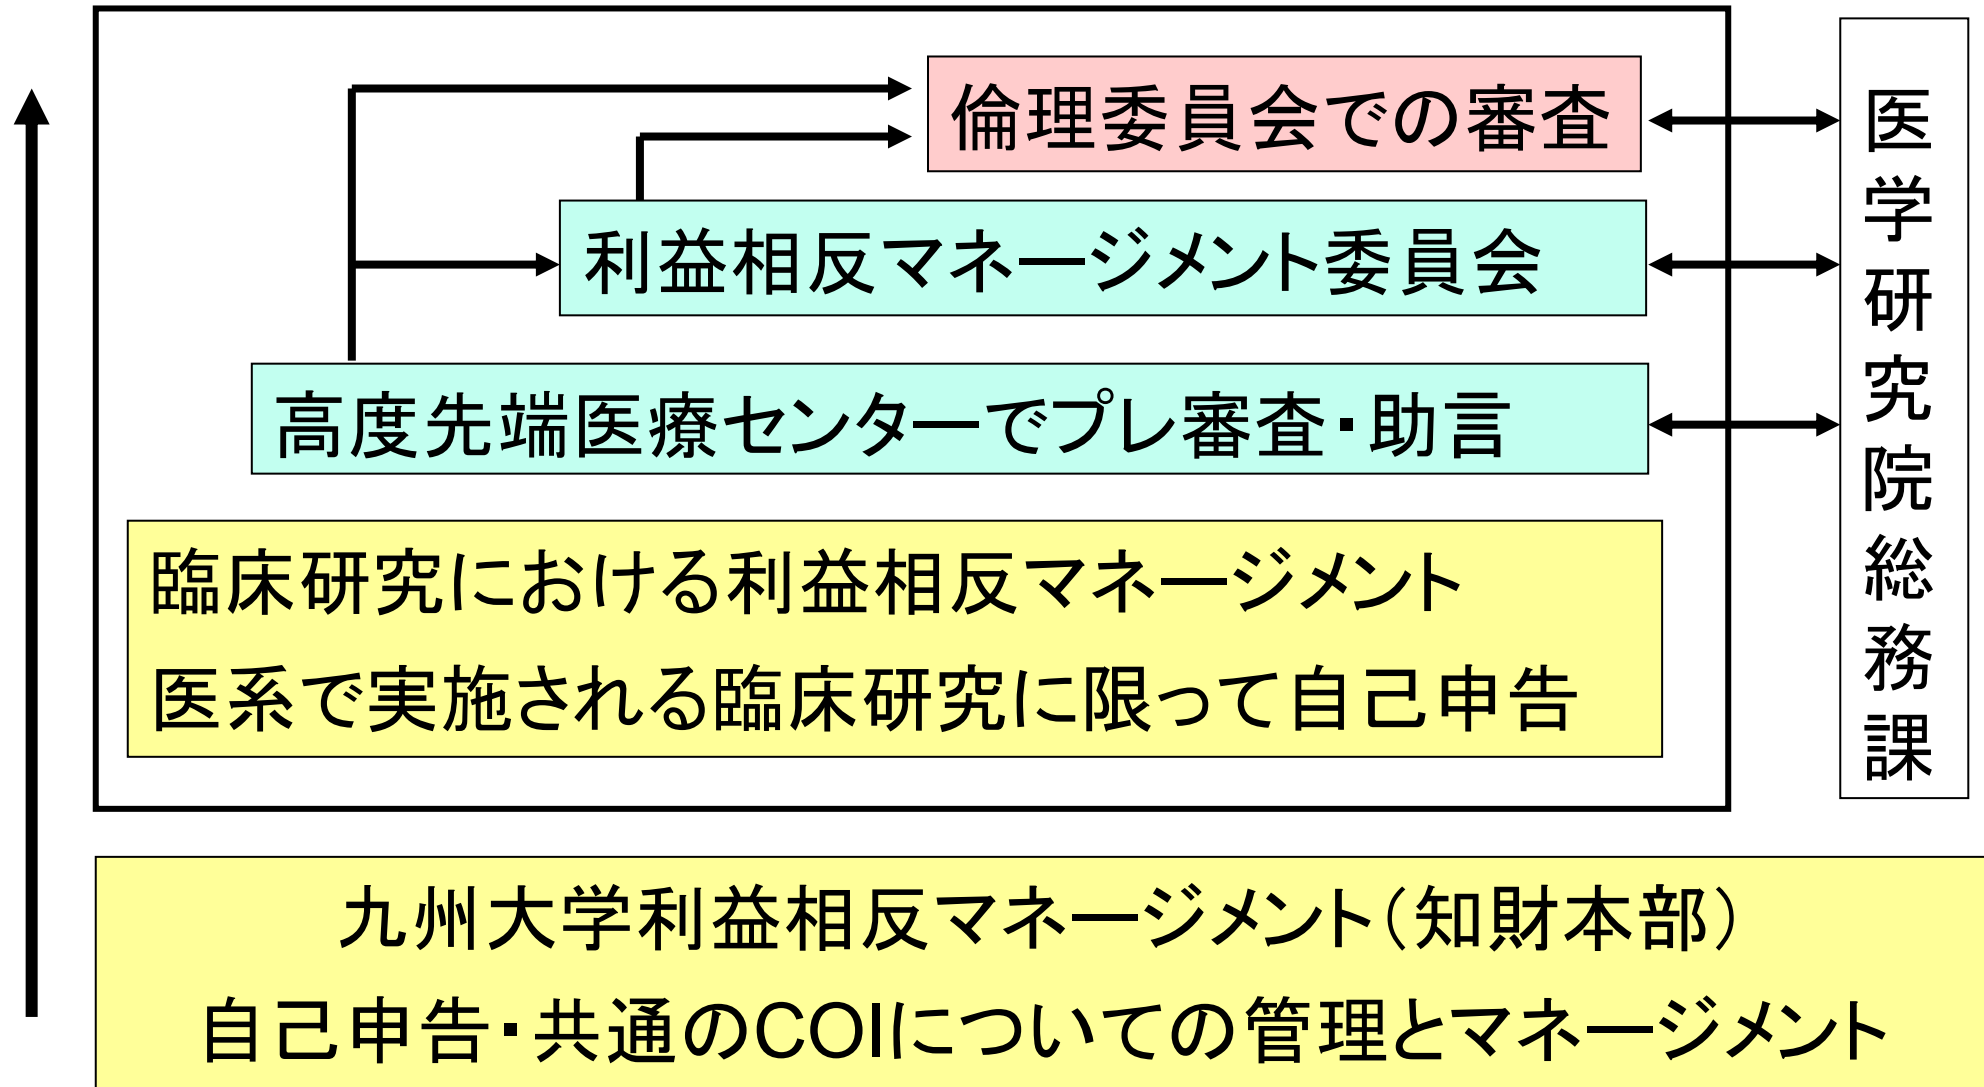 倫理委員会での審査
利益相反マネージメント委員会
高度先端医療センターでプレ審査・助言
臨床研究における利益相反マネージメント
医系で実施される臨床研究に限って自己申告
医学研究院総務課
九州大学利益相反マネージメント（知財本部）
自己申告・共通のCOIについての管理とマネージメント